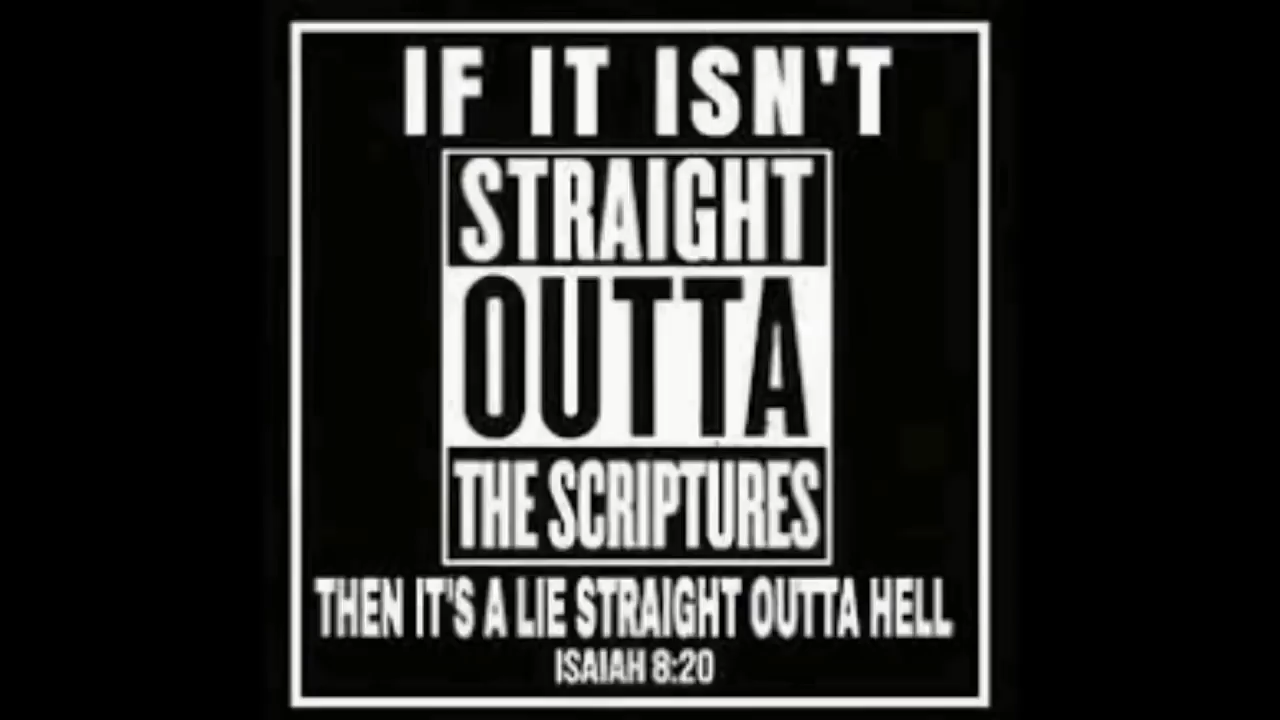 IF IT ISN'T
STRAIGHT
OUTTA
THE SCRIPTURES
THEN IT'S A LIE STRAIGHT OUTTA HELL
ISAIAH 8:20